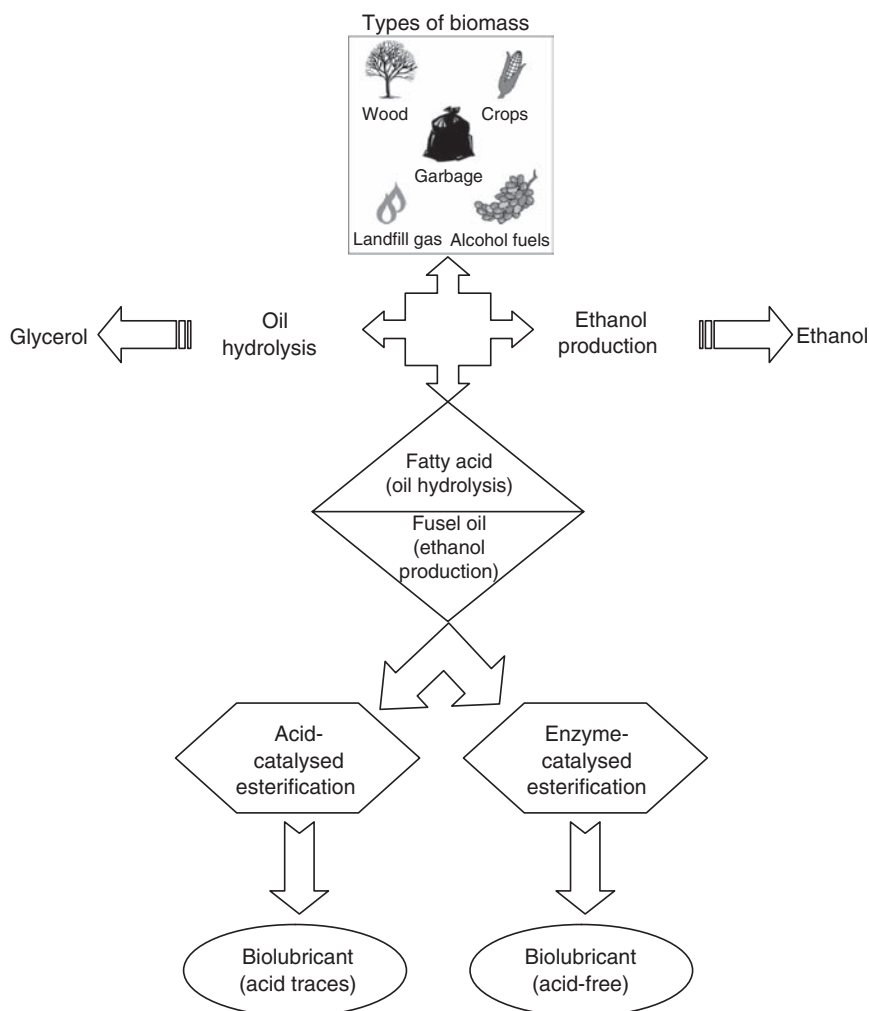 Types of biomass
Wood
Crops
Garbage
Landfill gas
Alcohol fuels
Glycerol
Oil
hydrolysis
Ethanol
production
Ethanol
Fatty acid
(oil hydrolysis)
Fusel oil
(ethanol
production)
Acid-
catalysed
esterification
Enzyme-
catalysed
esterification
Biolubricant
(acid traces)
Biolubricant
(acid-free)